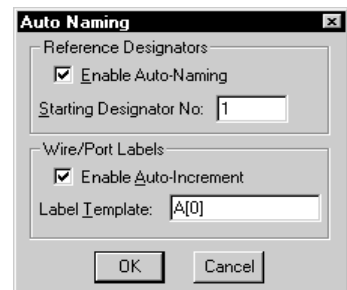 Auto Naming
Reference Designators
Enable Auto-Naming
Starting Designator No: 1
Wire/Port Labels
Enable Auto-Increment
Label Template: A[0]
OK Cancel